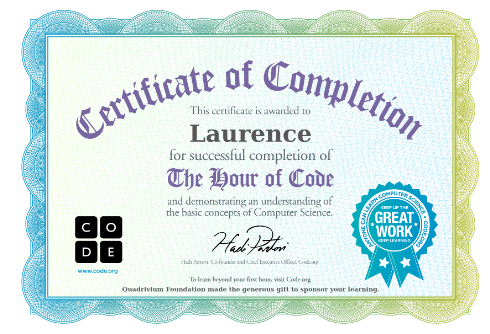 Certificate of Completion
This certificate is awarded to
Laurence
for successful completion of
The Hour of Code
and demonstrating an understanding of
the basic concepts of Computer Science.
C O
D E
www.code.org
Hadi Partovi
Hadi Partovi, Co-founder and Chief Executive Officer, Code.org
ANYONE CAN LEARN COMPUTER SCIENCE
KEEP UP THE
GREAT
WORK
KEEP LEARNING
To learn beyond your first hour, visit Code.org
Quadrivium Foundation made the generous gift to sponsor your learning.